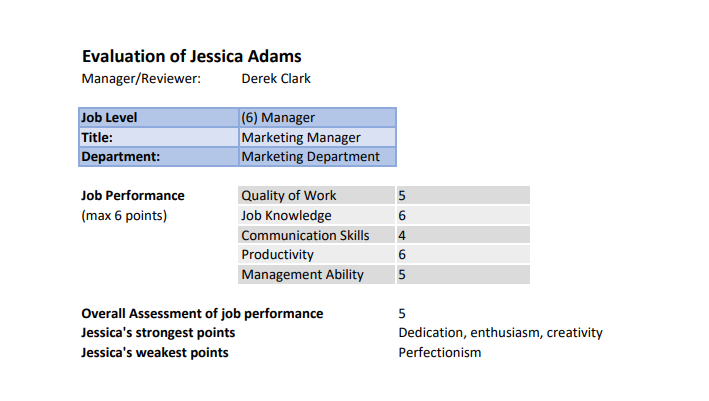 Evaluation of Jessica Adams
Manager/Reviewer: Derek Clark
Job Level (6) Manager
Title: Marketing Manager
Department: Marketing Department
Job Performance Quality of Work 5
(max 6 points) Job Knowledge 6
Communication Skills 4
Productivity 6
Management Ability 5
Overall Assessment of job performance 5
Jessica's strongest points Dedication, enthusiasm, creativity
Jessica's weakest points Perfectionism